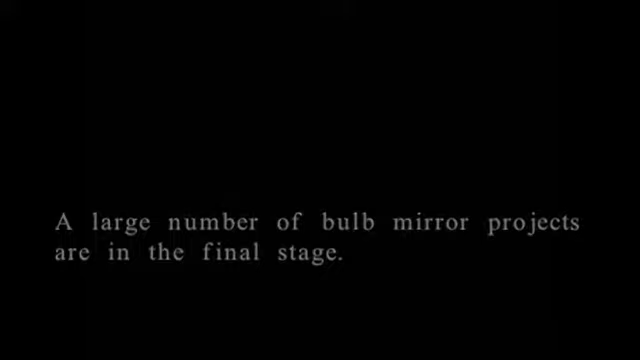 A large number of bulb mirror projects
are in the final stage.